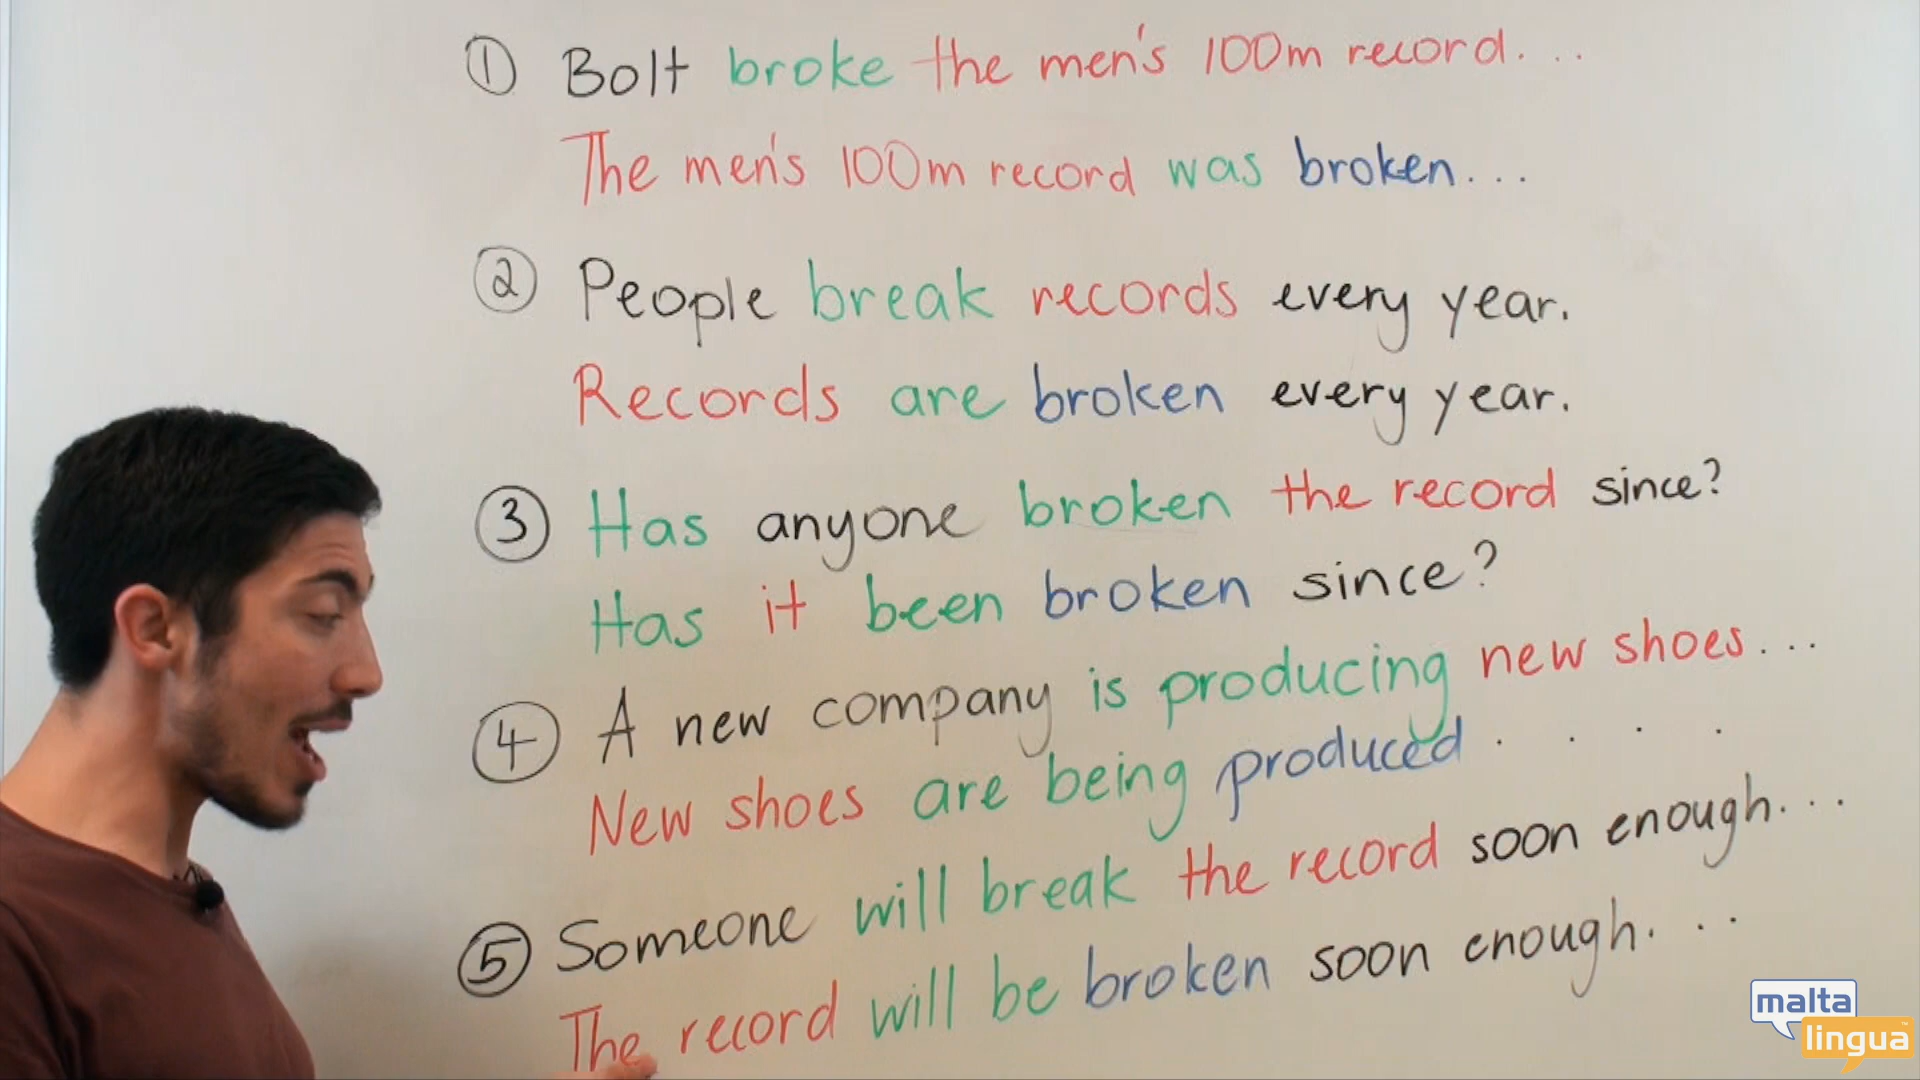 ① Bolt broke the men's 100m record...
The men's 100m record was broken...
② People break records every year.
Records are broken every year.
③ Has anyone broken the record since?
Has it been broken since?
④ A new company is producing new shoes...
New shoes are being produced....
⑤ Someone will break the record soon enough...
The record will be broken soon enough...
malta
lingua